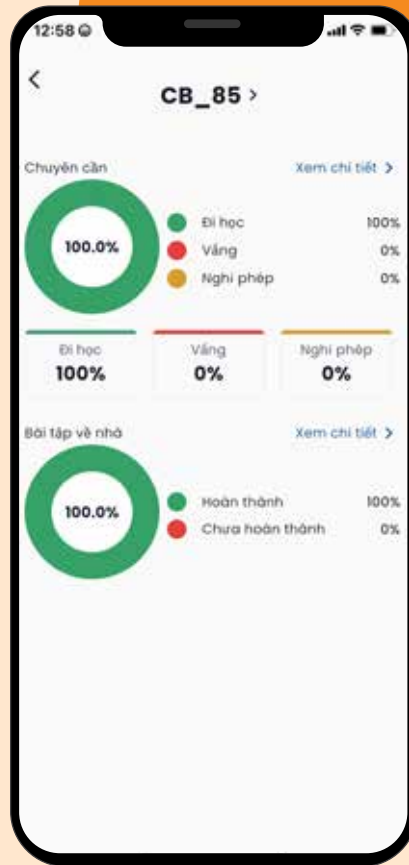 12:58
CB_85 >
Chuyên cần Xem chi tiết >
100.0%
Đi học 100%
Vắng 0%
Nghỉ phép 0%
Đi học Vắng Nghỉ phép
100% 0% 0%
Bài tập về nhà Xem chi tiết >
100.0%
Hoàn thành 100%
Chưa hoàn thành 0%